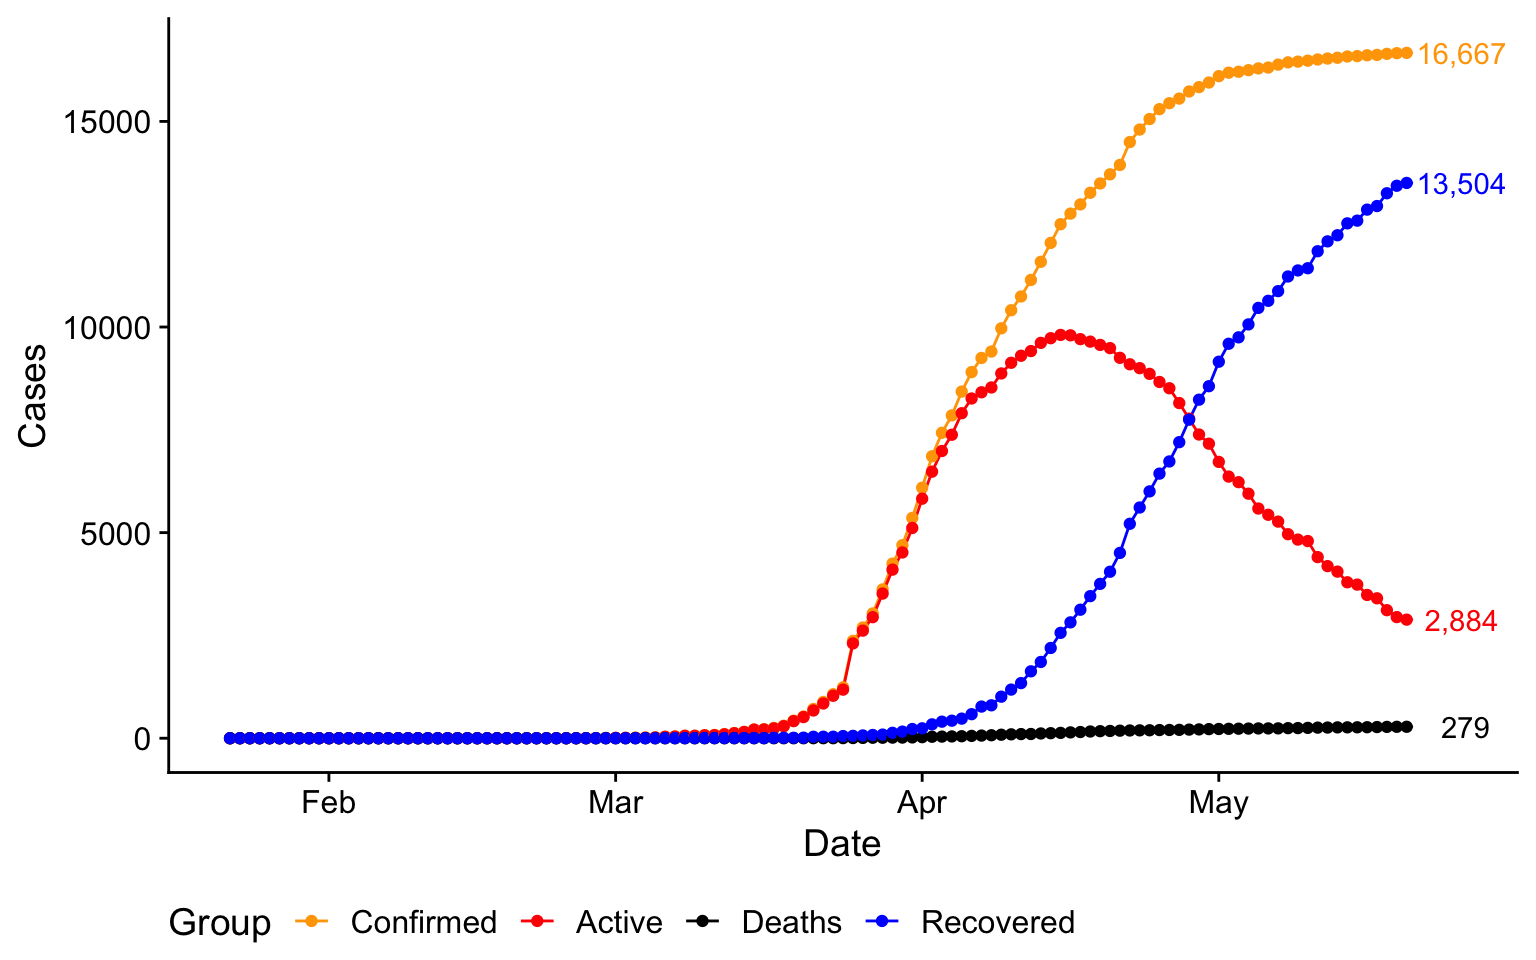 16,667
15000
13,504
10000
Cases
5000
2,884
279
0
Feb Mar Apr May
Date
Group Confirmed Active Deaths Recovered